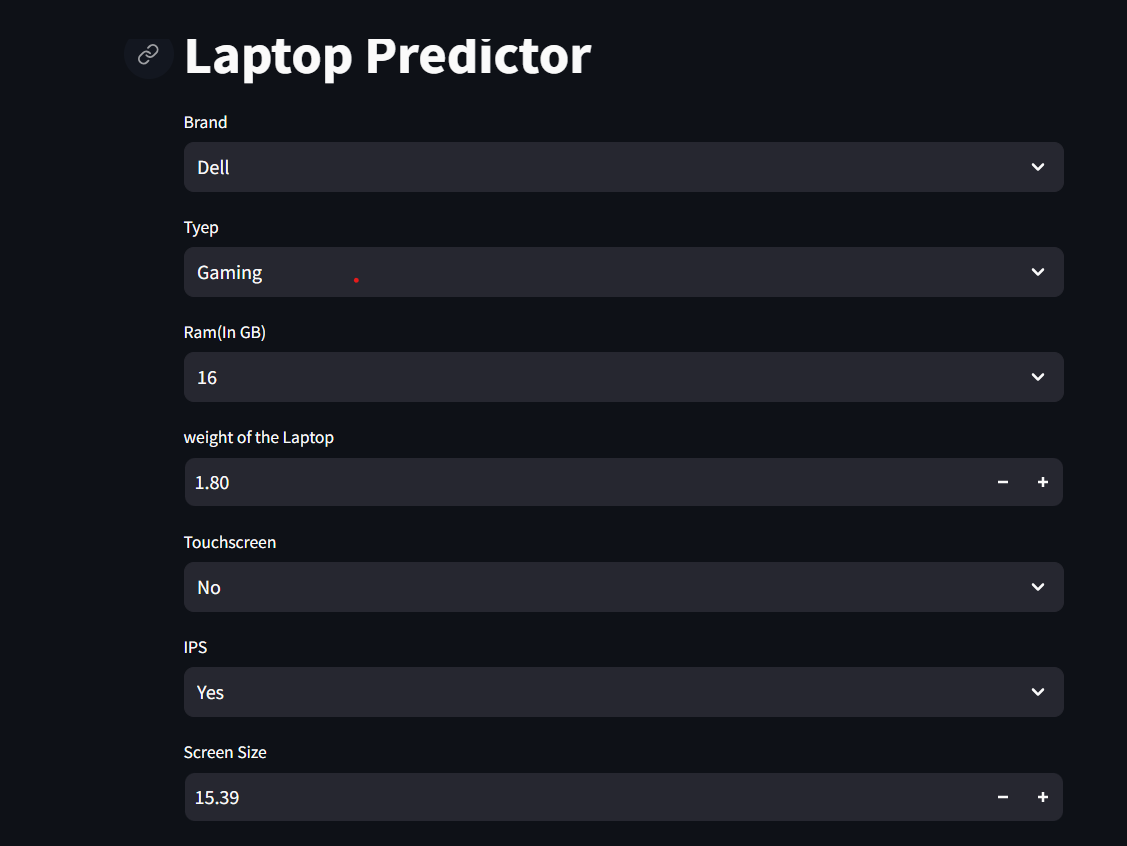 Laptop Predictor
Brand
Dell
Tyep
Gaming
Ram(In GB)
16
weight of the Laptop
1.80
Touchscreen
No
IPS
Yes
Screen Size
15.39